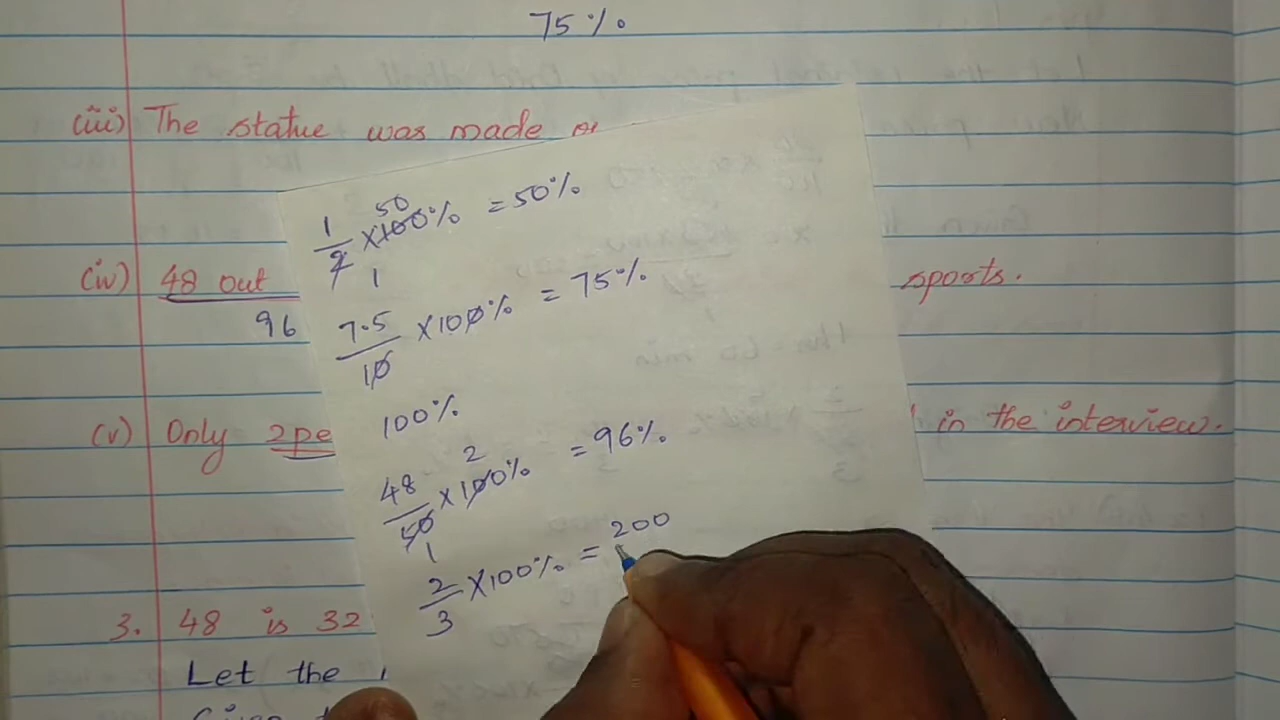 75%
(iii) The statue was made
(iv) 48 out sports.
96
(v) Only 2pe in the interview.
3. 48 is 32
Let the
1/2 × 100% = 50%
50
1
7.5/10 × 100% = 75%
100%
2
48/50 × 100% = 96%
1
2/3 × 100% = 200